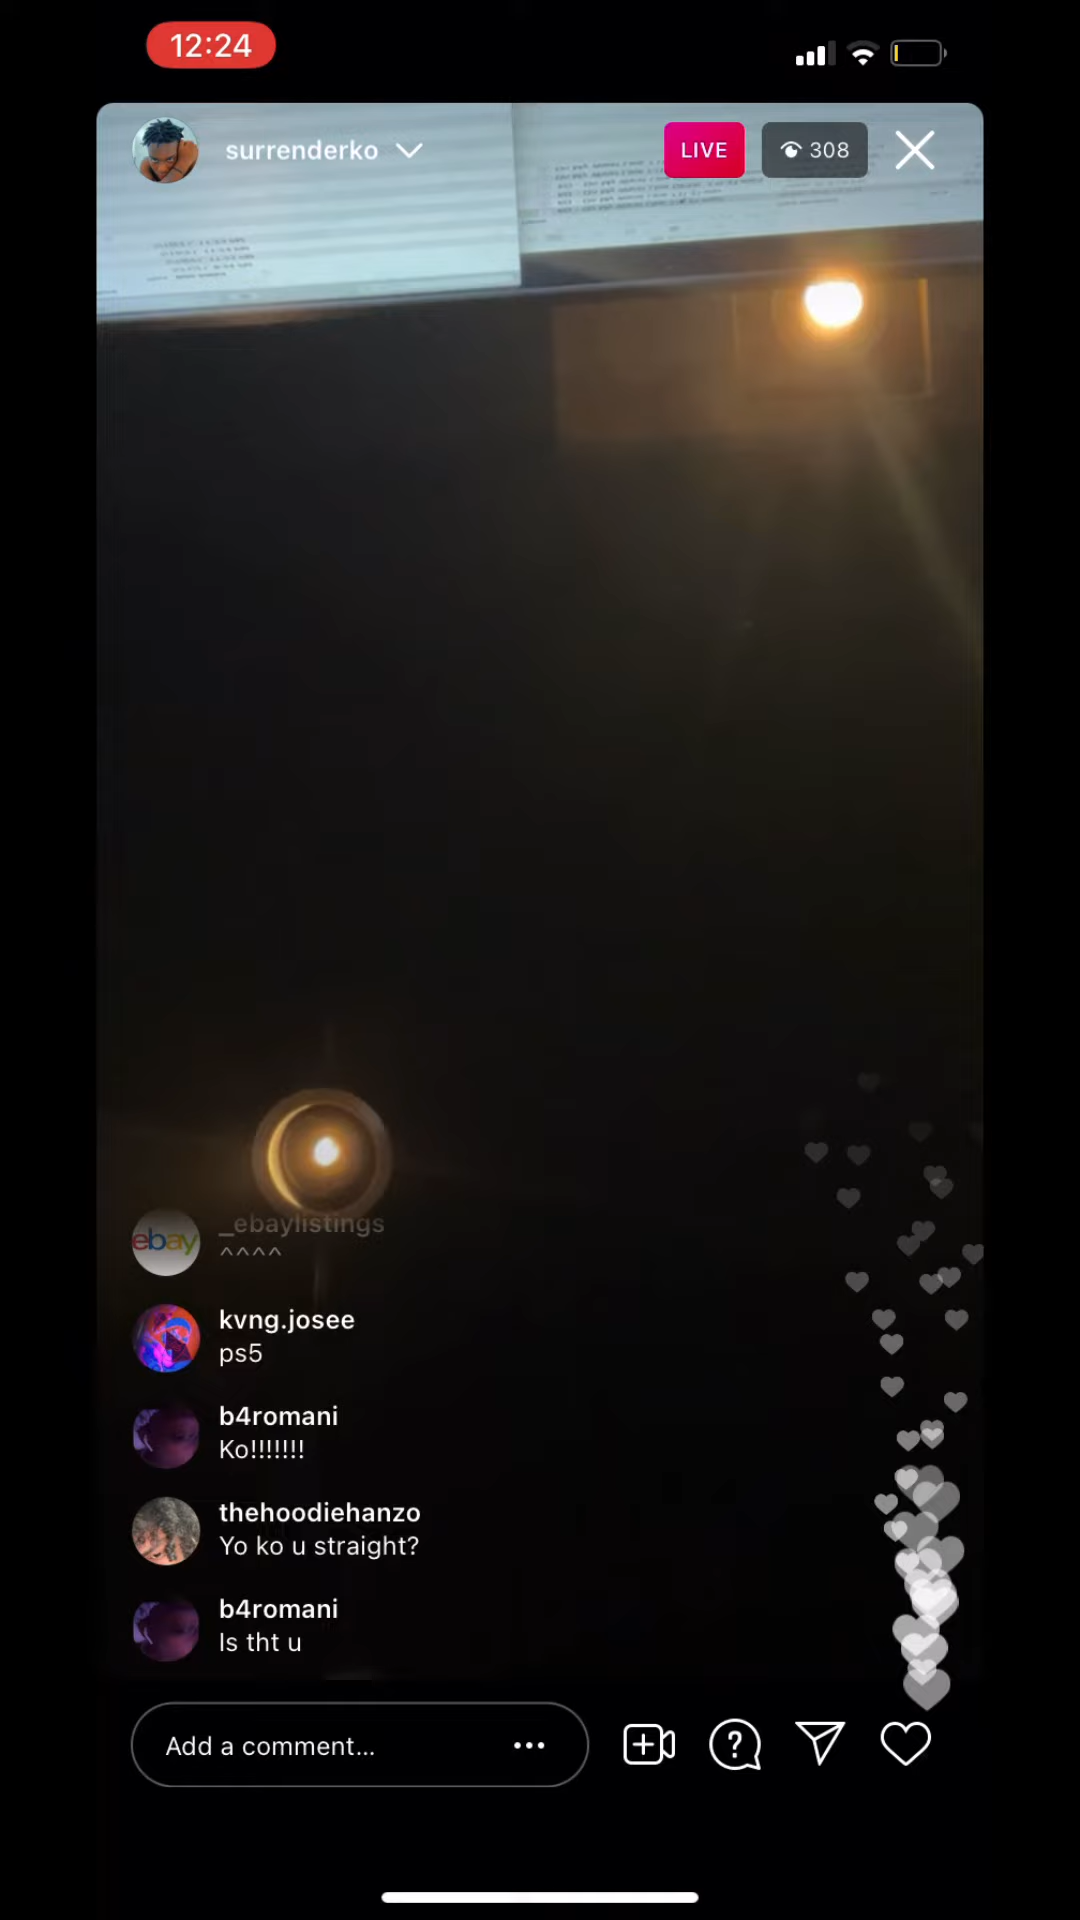 12:24
surrenderko
LIVE
308
ebay
_ebaylistings
^^^^
kvng.josee
ps5
b4romani
Ko!!!!!!!
thehoodiehanzo
Yo ko u straight?
b4romani
Is tht u
Add a comment...